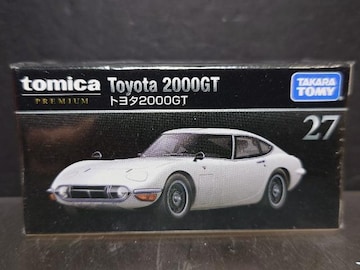 tomica
PREMIUM
Toyota 2000GT
トヨタ2000GT
TAKARA
TOMY
27